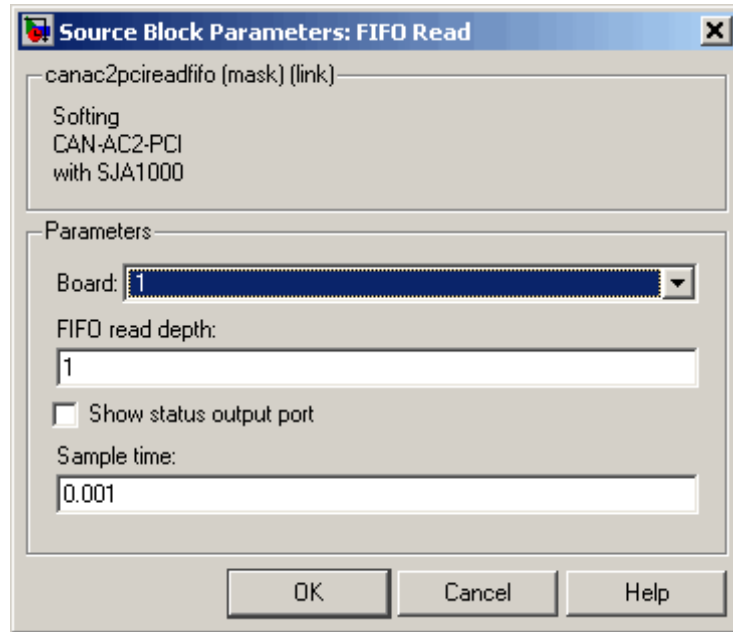 Source Block Parameters: FIFO Read
canac2pcireadfifo (mask) (link)
Softing
CAN-AC2-PCI
with SJA1000
Parameters
Board: 1
FIFO read depth:
1
Show status output port
Sample time:
0.001
OK Cancel Help